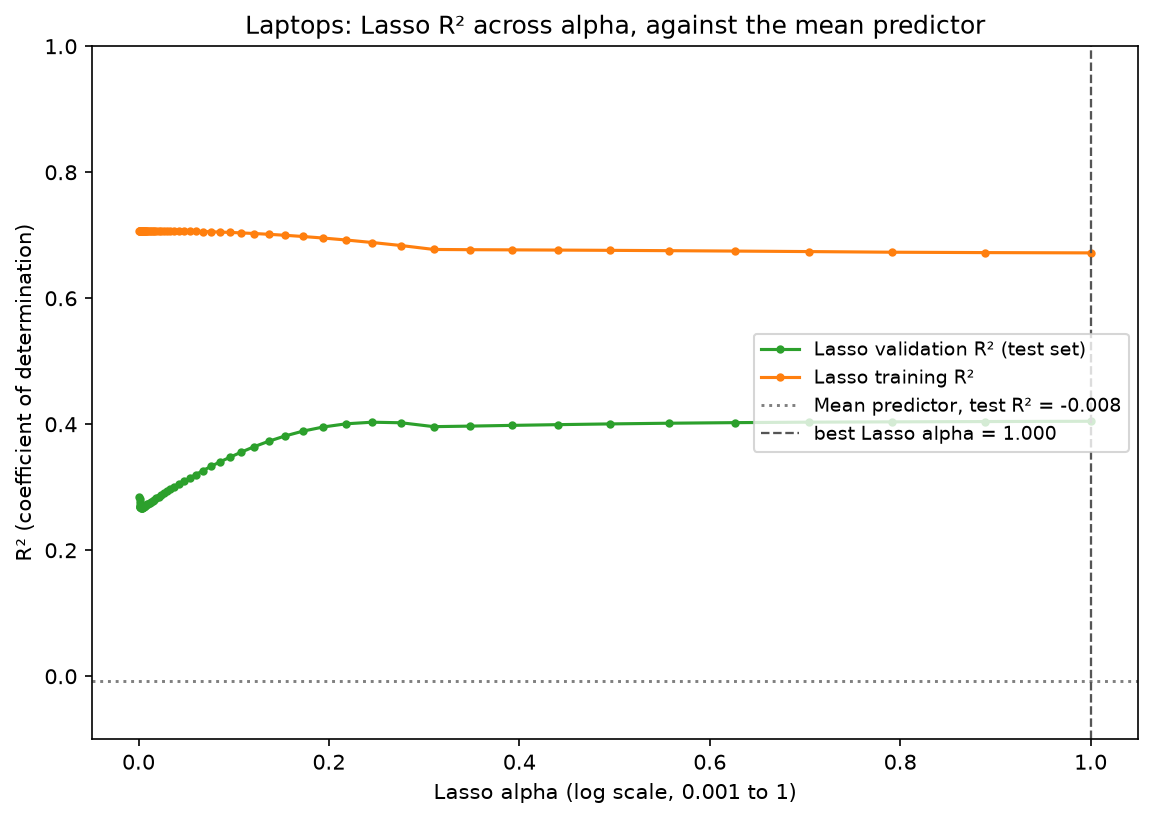 Laptops: Lasso R² across alpha, against the mean predictor
R² (coefficient of determination)
1.0
0.8
0.6
0.4
0.2
0.0
Lasso validation R² (test set)
Lasso training R²
Mean predictor, test R² = -0.008
best Lasso alpha = 1.000
0.0 0.2 0.4 0.6 0.8 1.0
Lasso alpha (log scale, 0.001 to 1)